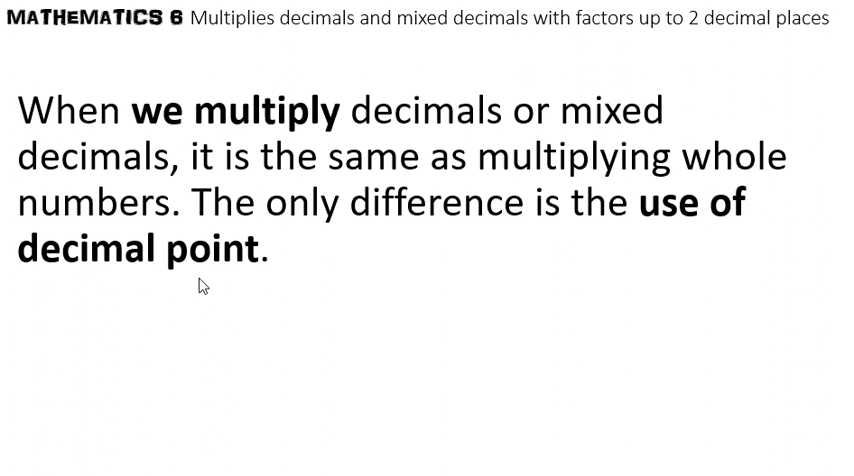 MATHEMATICS 6 Multiplies decimals and mixed decimals with factors up to 2 decimal places
When we multiply decimals or mixed
decimals, it is the same as multiplying whole
numbers. The only difference is the use of
decimal point.